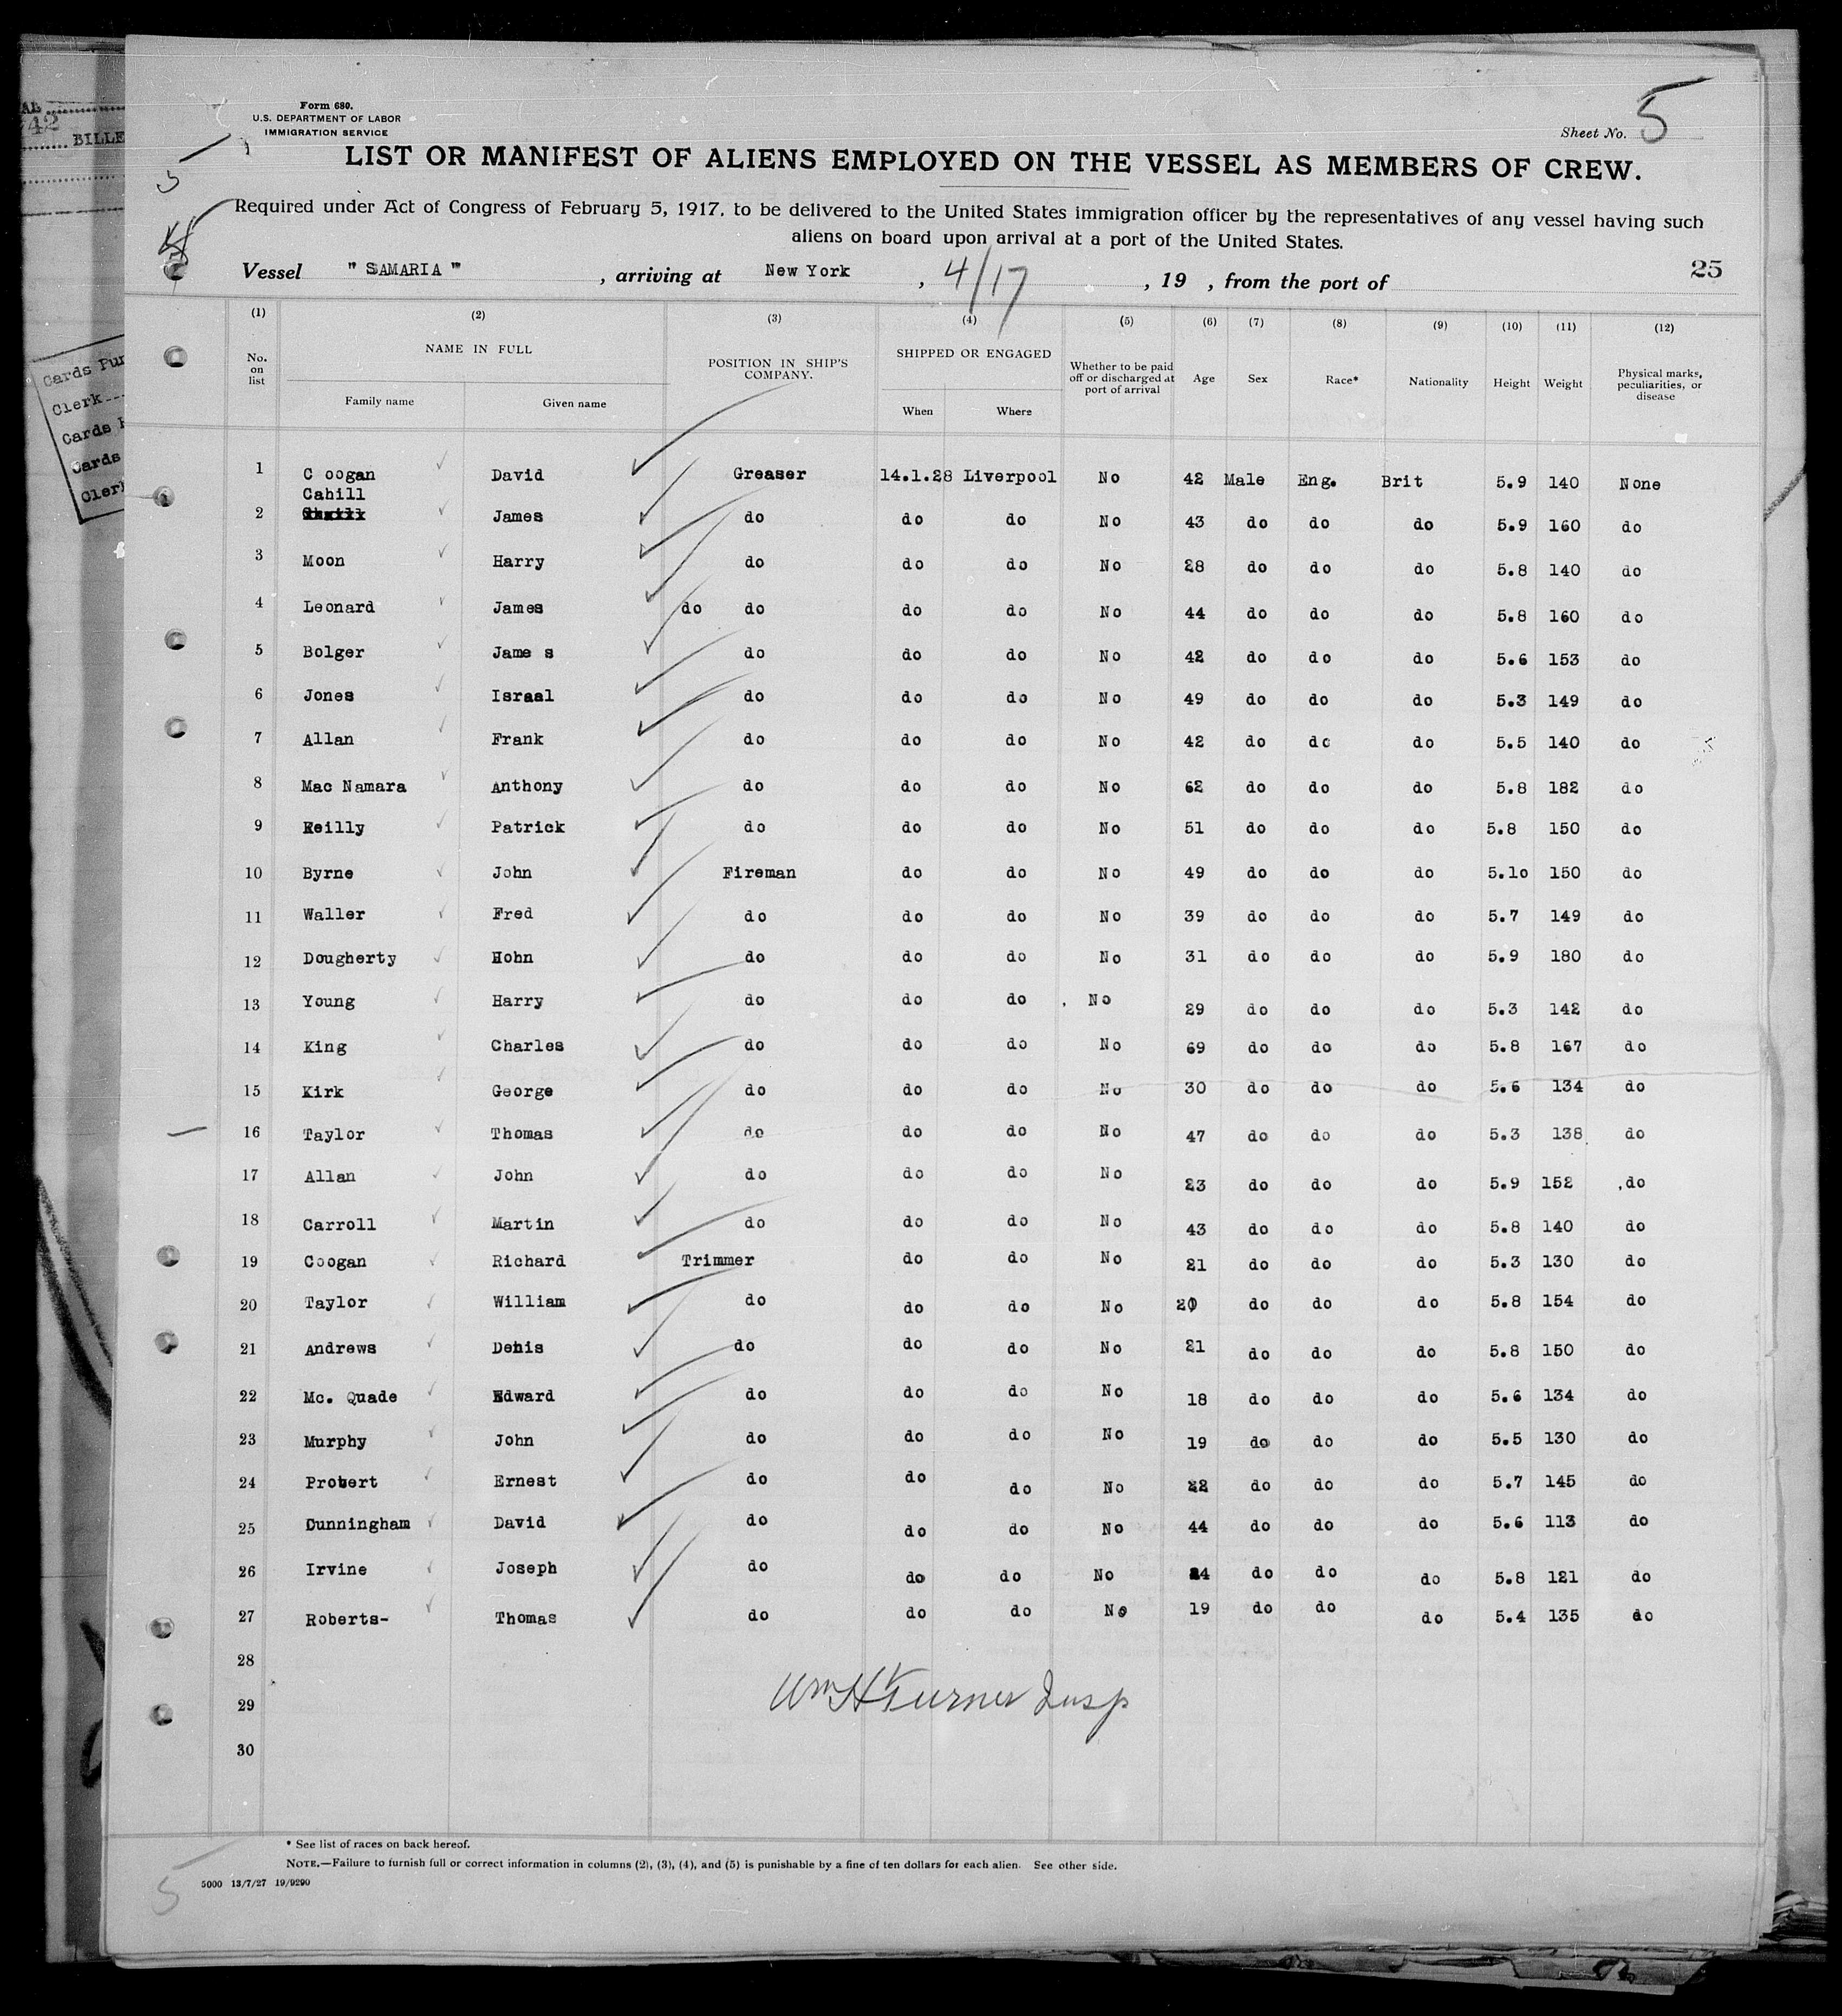 AL
42
BILLE
Cards Pun
Clerk
Cards P
Cards
Clerk
Form 680.
U.S. DEPARTMENT OF LABOR
IMMIGRATION SERVICE
Sheet No. 5
LIST OR MANIFEST OF ALIENS EMPLOYED ON THE VESSEL AS MEMBERS OF CREW.
Required under Act of Congress of February 5, 1917, to be delivered to the United States immigration officer by the representatives of any vessel having such
aliens on board upon arrival at a port of the United States.
Vessel " SAMARIA " , arriving at New York , 4/17 , 19 , from the port of 25
(1) (2) (3) (4) (5) (6) (7) (8) (9) (10) (11) (12)
No. on list NAME IN FULL POSITION IN SHIP'S COMPANY. SHIPPED OR ENGAGED Whether to be paid off or discharged at port of arrival Age Sex Race* Nationality Height Weight Physical marks, peculiarities, or disease
Family name Given name When Where
1 C oogan David Greaser 14.1.28 Liverpool No 42 Male Eng. Brit 5.9 140 None
Cahill
2 James do do do No 43 do do do 5.9 160 do
3 Moon Harry do do do No 28 do do do 5.8 140 do
4 Leonard James do do do do No 44 do do do 5.8 160 do
5 Bolger Jame s do do do No 42 do do do 5.6 153 do
6 Jones Israal do do do No 49 do do do 5.3 149 do
7 Allan Frank do do do No 42 do do do 5.5 140 do
8 Mac Namara Anthony do do do No 62 do do do 5.8 182 do
9 Reilly Patrick do do do No 51 do do do 5.8 150 do
10 Byrne John Fireman do do No 49 do do do 5.10 150 do
11 Waller Fred do do do No 39 do do do 5.7 149 do
12 Dougherty Hohn do do do No 31 do do do 5.9 180 do
13 Young Harry do do do No 29 do do do 5.3 142 do
14 King Charles do do do No 69 do do do 5.8 167 do
15 Kirk George do do do No 30 do do do 5.6 134 do
16 Taylor Thomas do do do No 47 do do do 5.3 138 do
17 Allan John do do do No 23 do do do 5.9 152 do
18 Carroll Martin do do do No 43 do do do 5.8 140 do
19 Coogan Richard Trimmer do do No 21 do do do 5.3 130 do
20 Taylor William do do do No 20 do do do 5.8 154 do
21 Andrews Denis do do do No 21 do do do 5.8 150 do
22 Mc. Quade Edward do do do No 18 do do do 5.6 134 do
23 Murphy John do do do No 19 do do do 5.5 130 do
24 Probert Ernest do do do No 22 do do do 5.7 145 do
25 Cunningham David do do do No 44 do do do 5.6 113 do
26 Irvine Joseph do do do No 24 do do do 5.8 121 do
27 Roberts- Thomas do do do No 19 do do do 5.4 135 do
28
29 Wm H Turner Insp
30
* See list of races on back hereof.
NOTE.—Failure to furnish full or correct information in columns (2), (3), (4), and (5) is punishable by a fine of ten dollars for each alien. See other side.
5000 13/7/27 19/9290
5